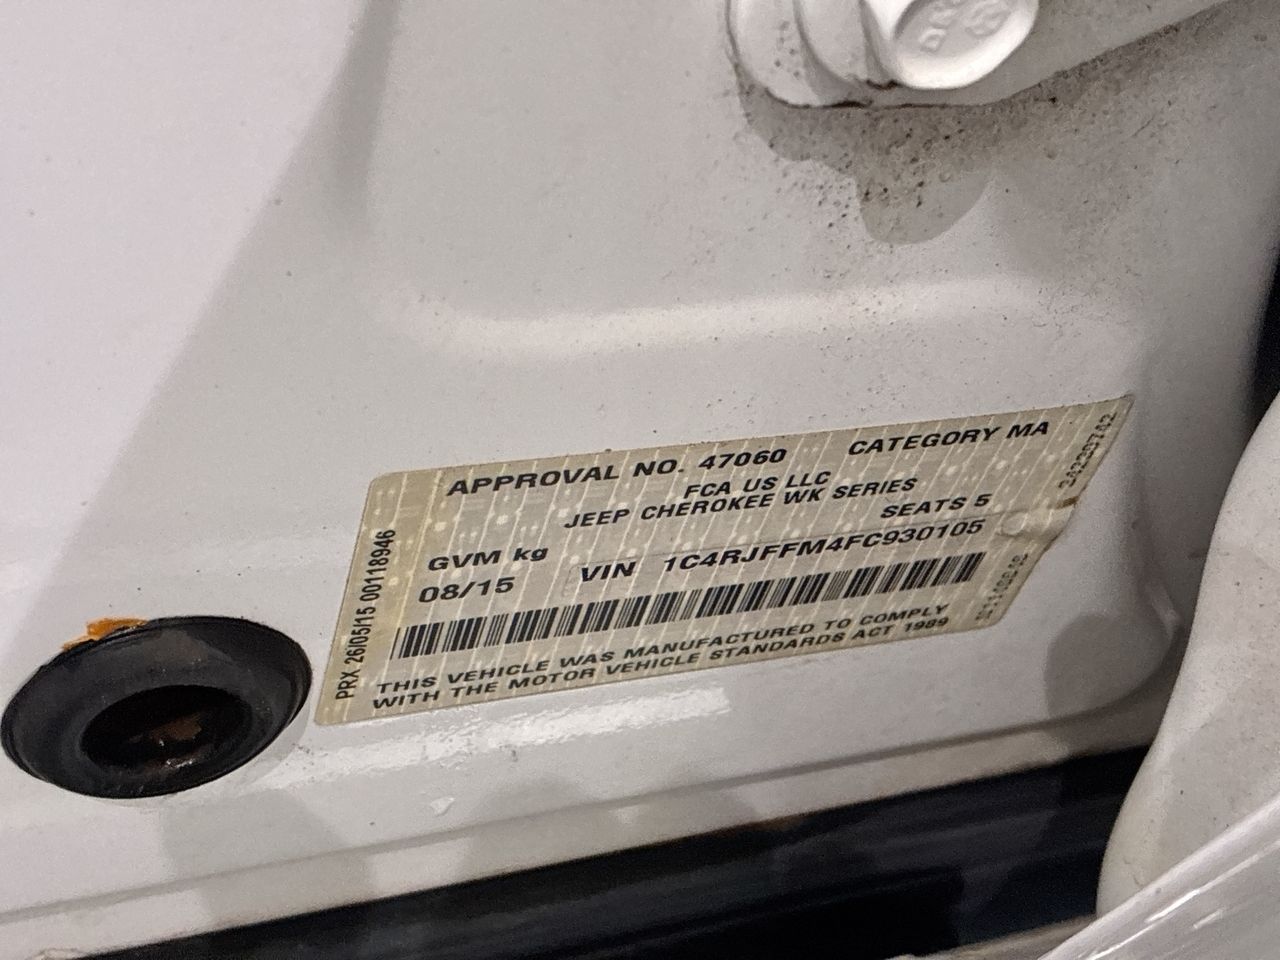 APPROVAL NO. 47060 CATEGORY MA
FCA US LLC
JEEP CHEROKEE WK SERIES
SEATS 5
GVM kg
08/15 VIN 1C4RJFFM4FC930105
THIS VEHICLE WAS MANUFACTURED TO COMPLY
WITH THE MOTOR VEHICLE STANDARDS ACT 1989
PRX 26/05/15 00118946